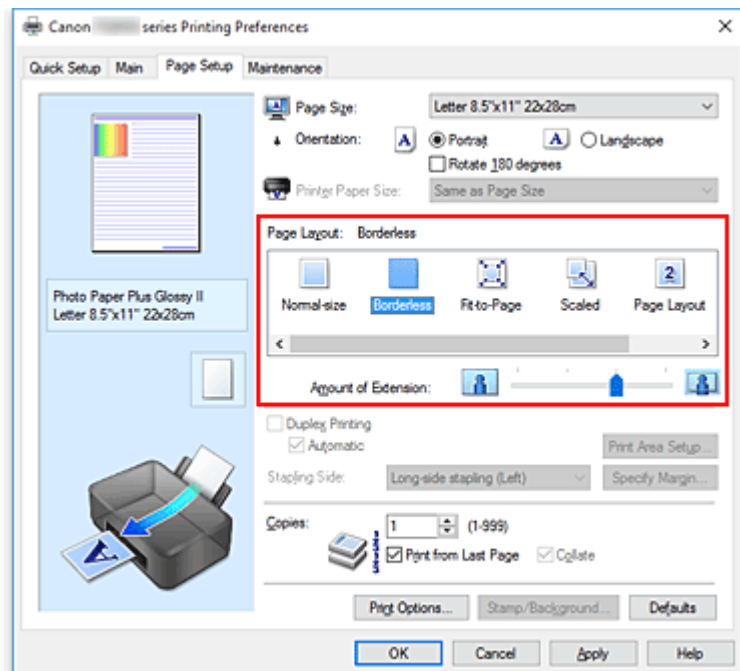 Canon series Printing Preferences
Quick Setup Main Page Setup Maintenance
Page Size: Letter 8.5"x11" 22x28cm
Orientation: A Portrait A Landscape
Rotate 180 degrees
Printer Paper Size: Same as Page Size
Page Layout: Borderless
2
Normal-size Borderless Fit-to-Page Scaled Page Layout
Photo Paper Plus Glossy II
Letter 8.5"x11" 22x28cm
Amount of Extension:
Duplex Printing
Automatic Print Area Setup...
Stapling Side: Long-side stapling (Left) Specify Margin...
Copies: 1 (1-999)
Print from Last Page Collate
A
Print Options... Stamp/Background... Defaults
OK Cancel Apply Help